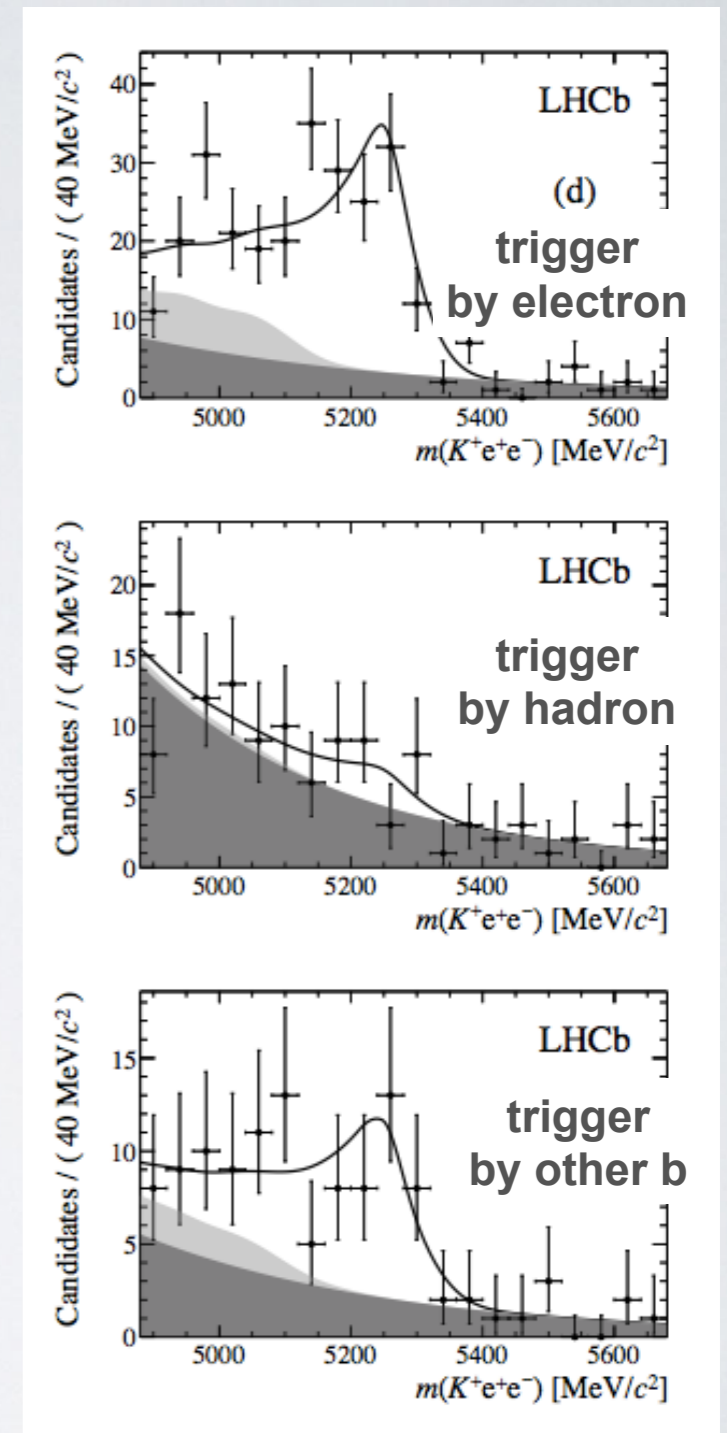 Candidates / ( 40 MeV/c² )
40
30
20
10
0
LHCb
(d)
trigger
by electron
5000 5200 5400 5600
m(K⁺e⁺e⁻) [MeV/c²]
Candidates / ( 40 MeV/c² )
20
15
10
5
0
LHCb
trigger
by hadron
5000 5200 5400 5600
m(K⁺e⁺e⁻) [MeV/c²]
Candidates / ( 40 MeV/c² )
15
10
5
0
LHCb
trigger
by other b
5000 5200 5400 5600
m(K⁺e⁺e⁻) [MeV/c²]